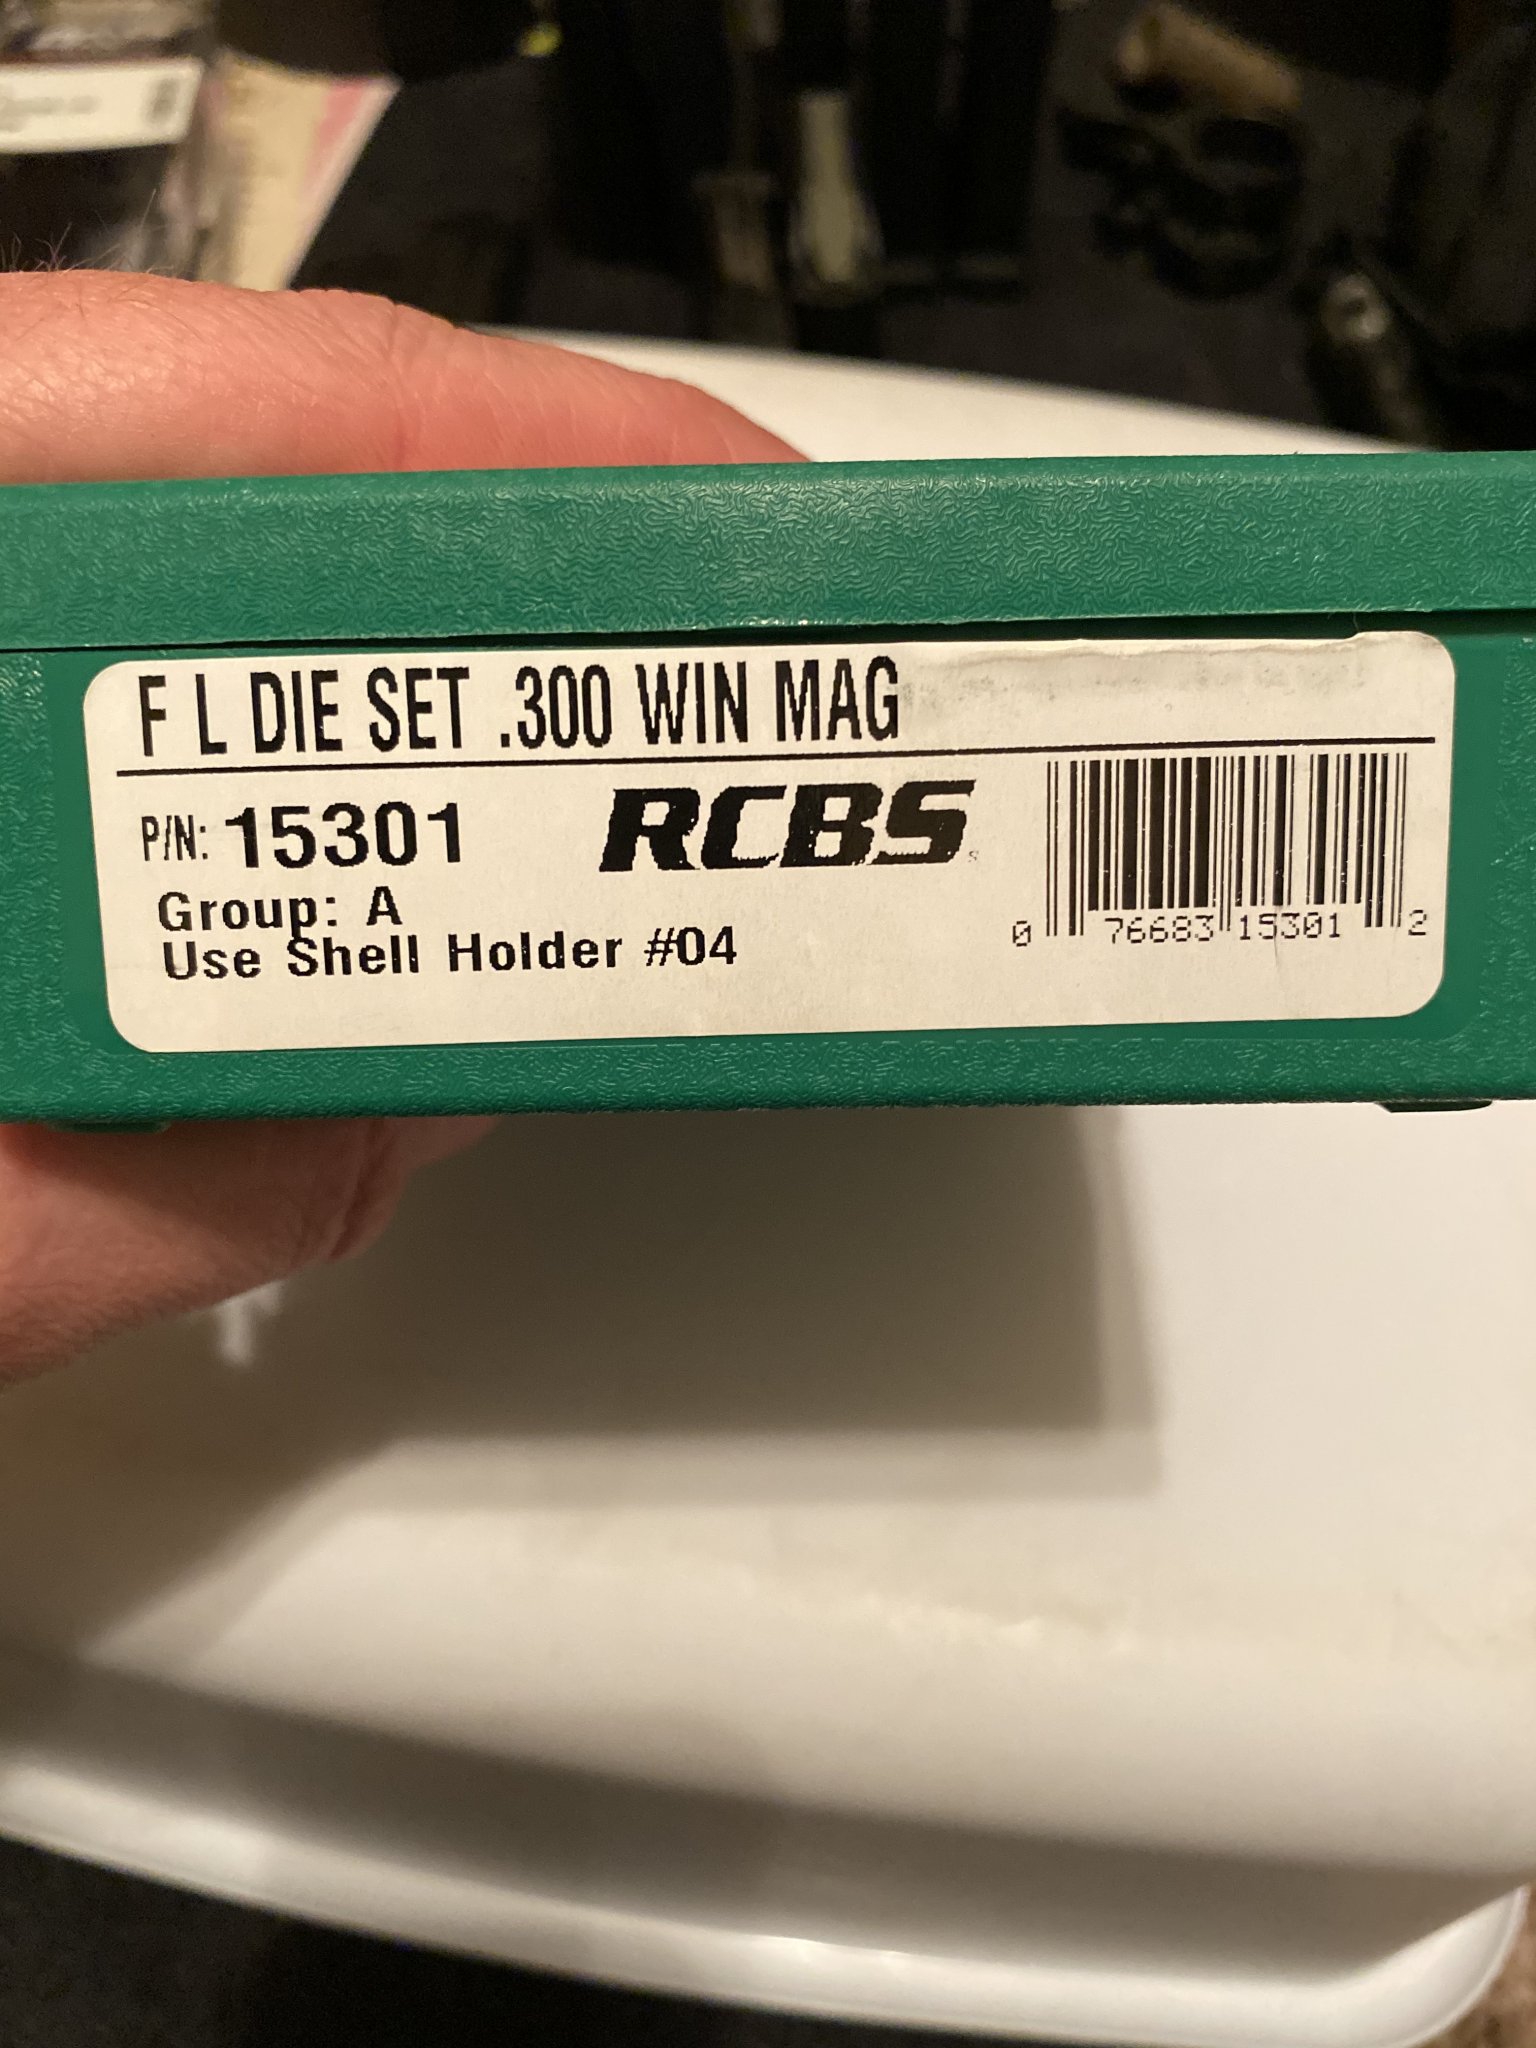 F L DIE SET .300 WIN MAG
P/N: 15301
RCBS
Group: A
Use Shell Holder #04
0 76683 15301 2